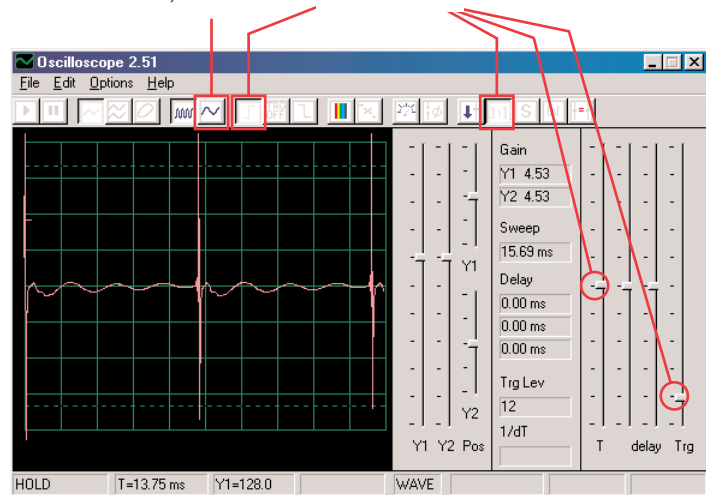 Oscilloscope 2.51
File Edit Options Help
TRG
OFF
S
Gain
Y1 4.53
Y2 4.53
Sweep
15.69 ms
Y1
Delay
0.00 ms
0.00 ms
0.00 ms
Trg Lev
12
Y2
1/dT
Y1 Y2 Pos
T delay Trg
HOLD T=13.75 ms Y1=128.0 WAVE